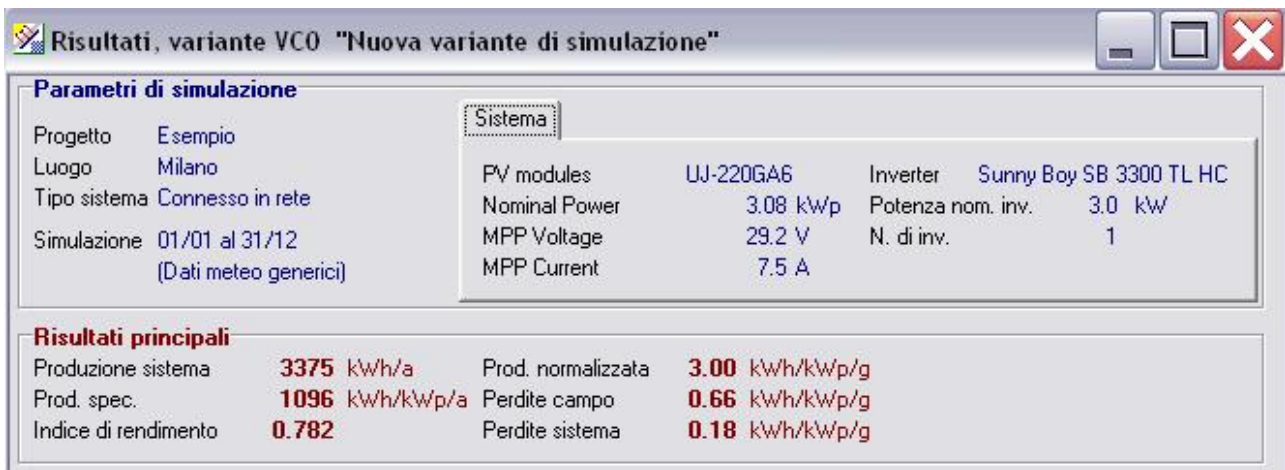 Risultati, variante VC0 "Nuova variante di simulazione"
Parametri di simulazione
Progetto Esempio
Luogo Milano
Tipo sistema Connesso in rete
Simulazione 01/01 al 31/12
(Dati meteo generici)
Sistema
PV modules UJ-220GA6 Inverter Sunny Boy SB 3300 TL HC
Nominal Power 3.08 kWp Potenza nom. inv. 3.0 kW
MPP Voltage 29.2 V N. di inv. 1
MPP Current 7.5 A
Risultati principali
Produzione sistema 3375 kWh/a Prod. normalizzata 3.00 kWh/kWp/g
Prod. spec. 1096 kWh/kWp/a Perdite campo 0.66 kWh/kWp/g
Indice di rendimento 0.782 Perdite sistema 0.18 kWh/kWp/g